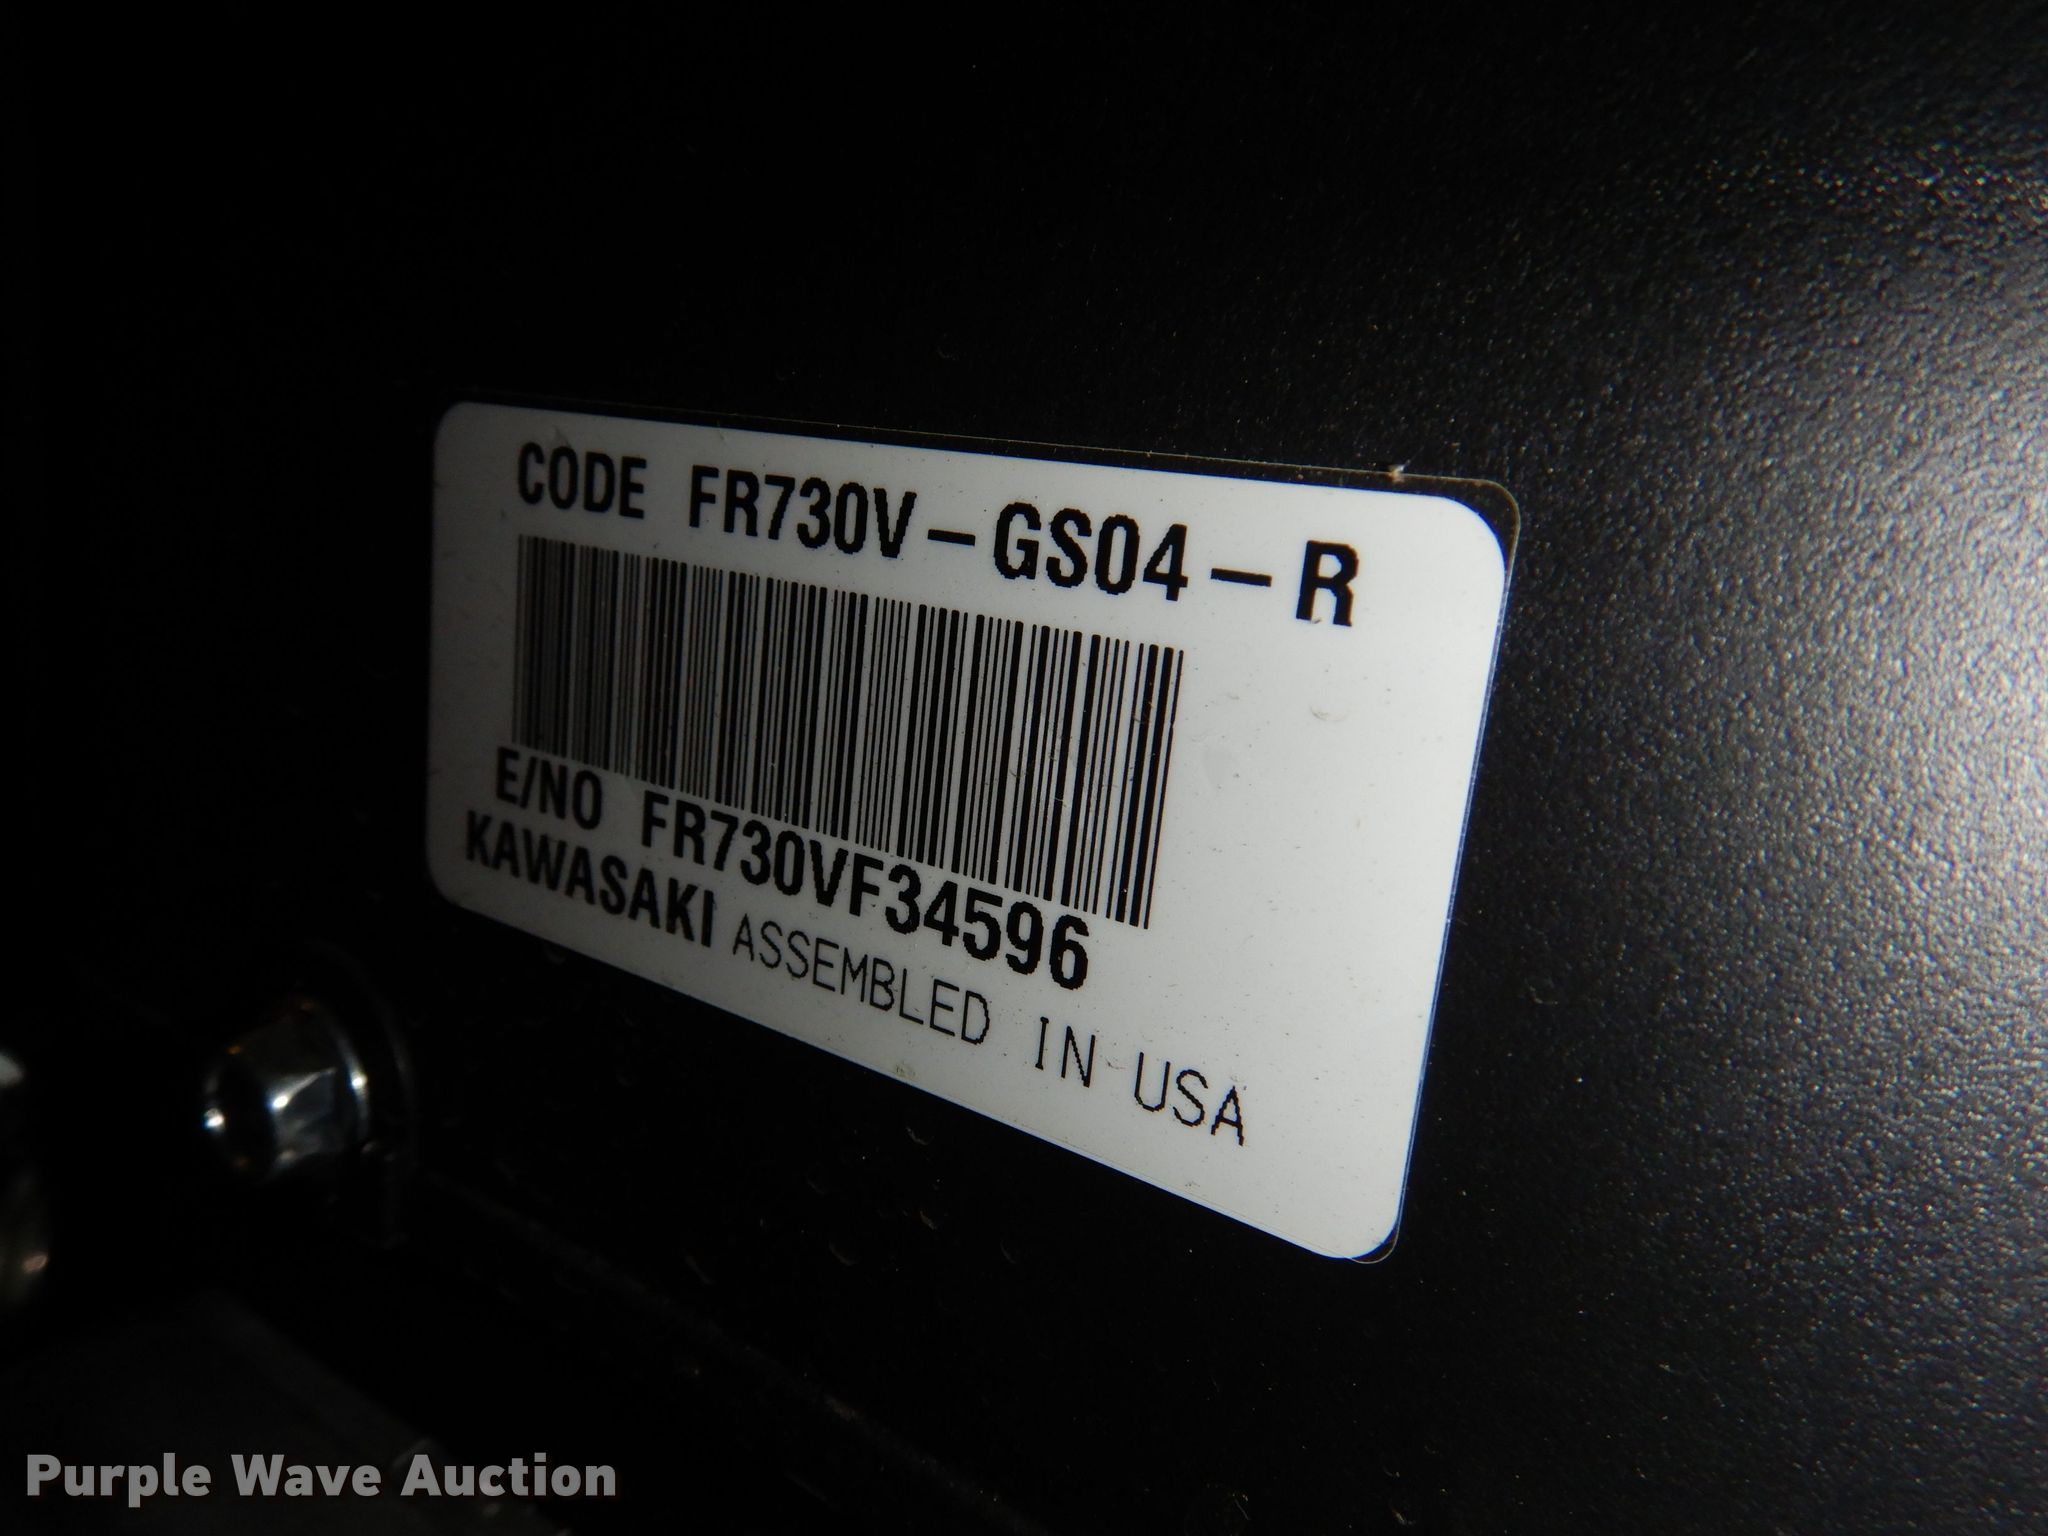 CODE FR730V-GS04-R
E/NO FR730VF34596
KAWASAKI ASSEMBLED IN USA
Purple Wave Auction